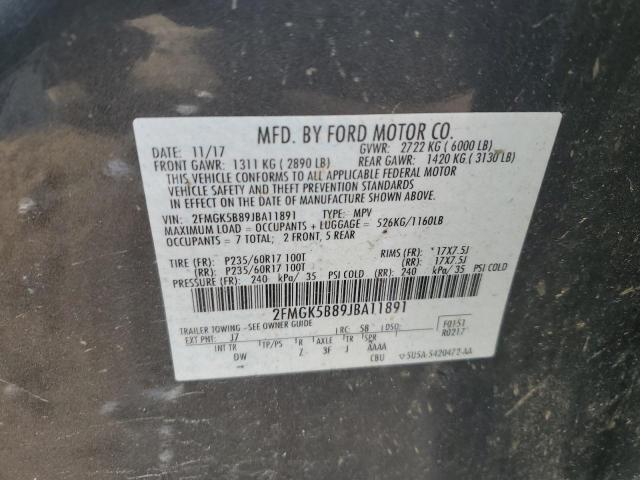 MFD. BY FORD MOTOR CO.
DATE: 11/17 GVWR: 2722 KG ( 6000 LB)
FRONT GAWR: 1311 KG ( 2890 LB) REAR GAWR: 1420 KG ( 3130 LB)
THIS VEHICLE CONFORMS TO ALL APPLICABLE FEDERAL MOTOR
VEHICLE SAFETY AND THEFT PREVENTION STANDARDS
IN EFFECT ON THE DATE OF MANUFACTURE SHOWN ABOVE.
VIN: 2FMGK5B89JBA11891 TYPE: MPV
MAXIMUM LOAD = OCCUPANTS + LUGGAGE = 526KG/1160LB
OCCUPANTS = 7 TOTAL; 2 FRONT, 5 REAR
TIRE (FR): P235/60R17 100T RIMS (FR): 17X7.5J
(RR): P235/60R17 100T (RR): 17X7.5J
PRESSURE (FR): 240 kPa/ 35 PSI COLD (RR): 240 kPa/ 35 PSI COLD
2FMGK5B89JBA11891
TRAILER TOWING - SEE OWNER GUIDE
EXT PNT: J7 RC: 58 DSO: F0151
R0217
INT TR TP/PS R AXLE TR SPR
DW Z 3F J AAAA CBU 5U5A-5420472-AA